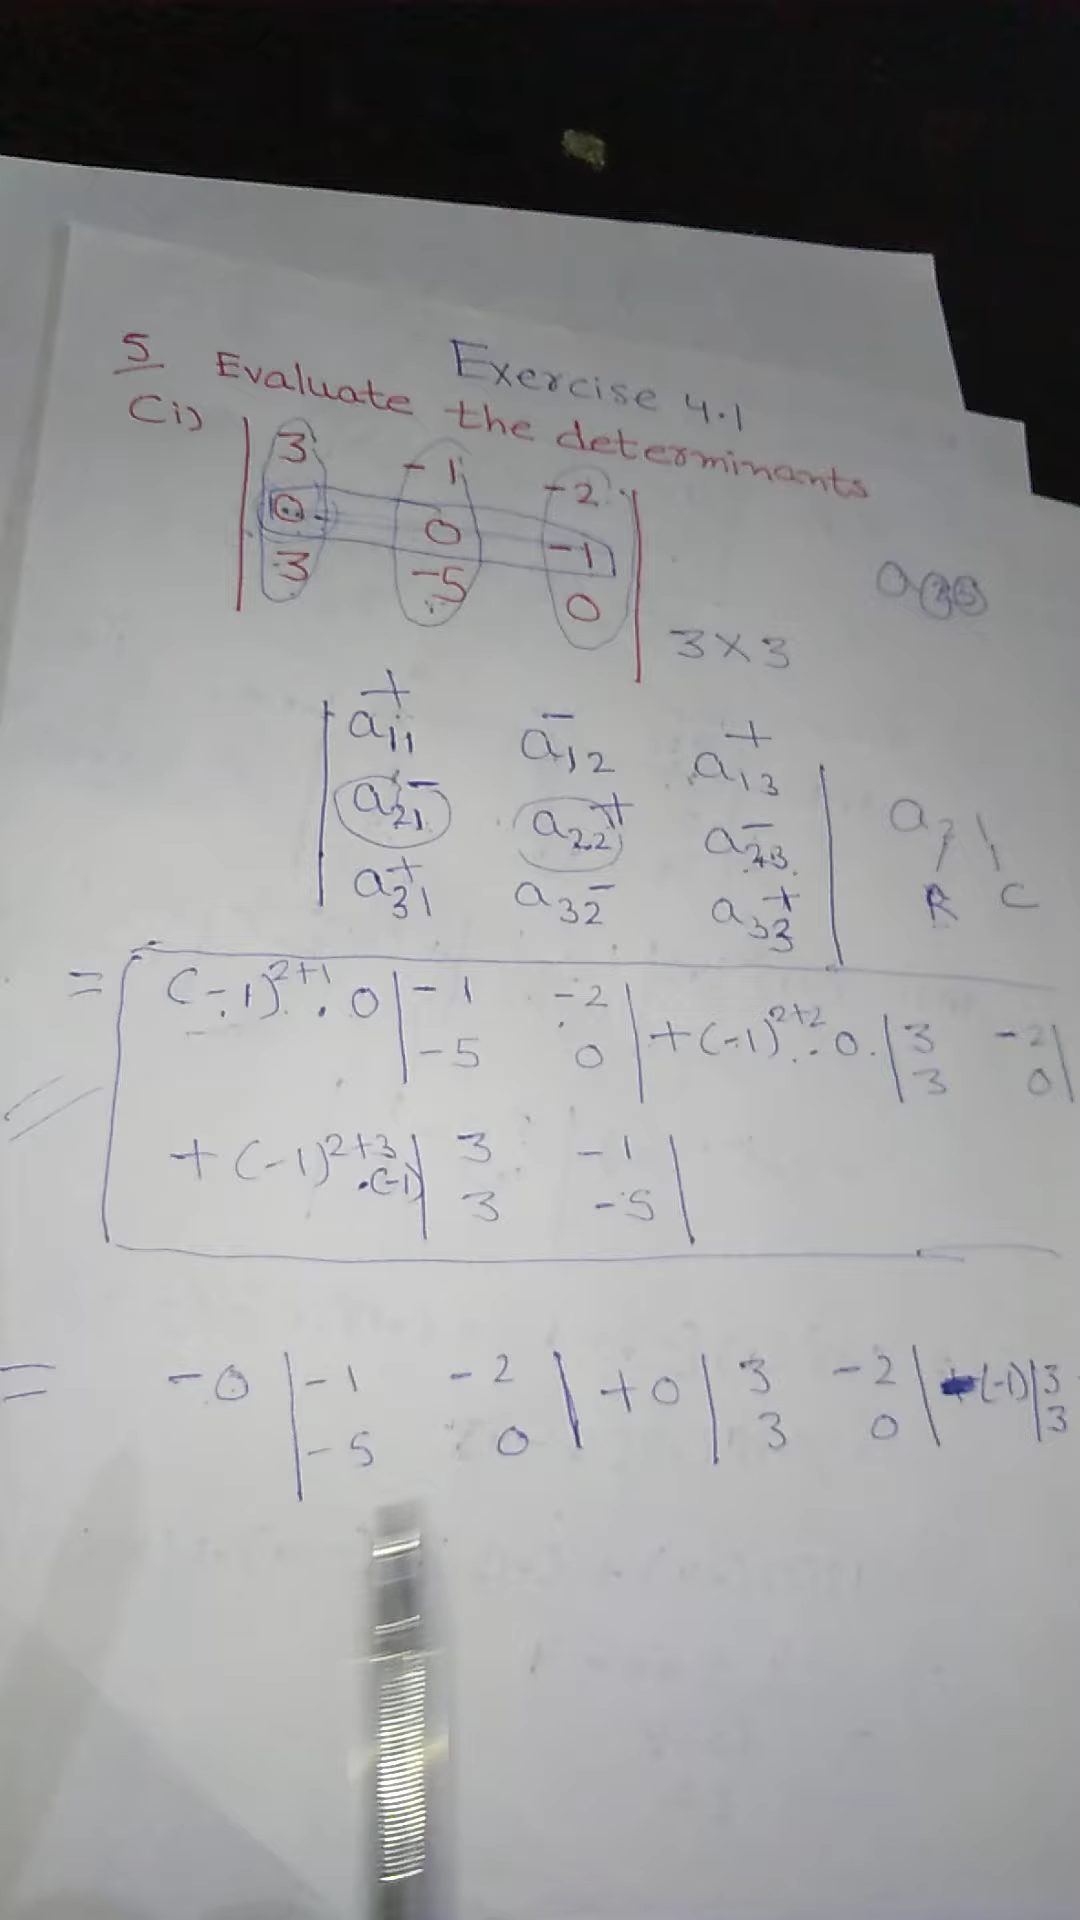 Exercise 4.1
5 Evaluate the determinants
(i) | 3 -1 -2 |
| 0 0 -1 |
| 3 -5 0 | 3×3
| a11+ a12- a13+ |
| a21- a22+ a23- | a21
| a31+ a32- a33+ | R C
= (-1)^2+1 . 0 | -1 -2 | + (-1)^2+2 . 0 . | 3 -2 |
| -5 0 | | 3 0 |
+ (-1)^2+3 . (-1) | 3 -1 |
| 3 -5 |
= -0 | -1 -2 | + 0 | 3 -2 | - (-1) | 3
| -5 0 | | 3 0 | | 3